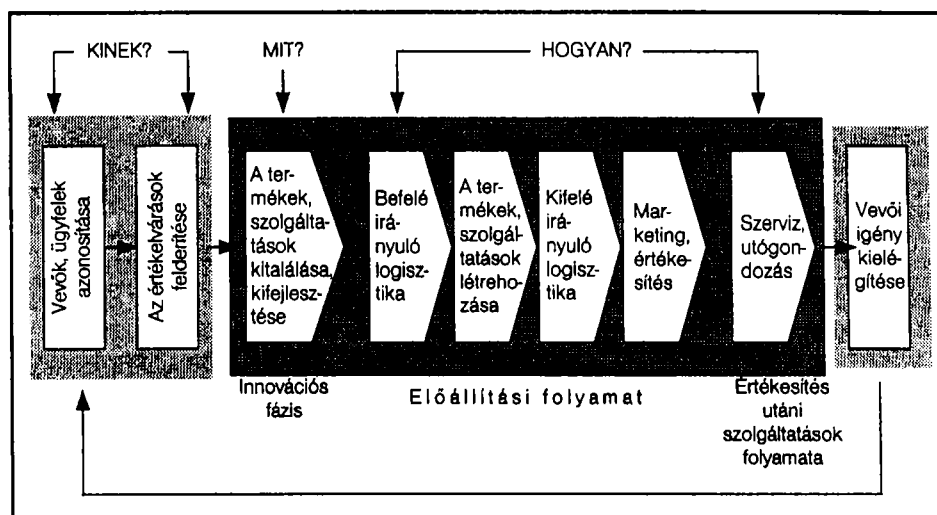 KINEK?
MIT?
HOGYAN?
Vevők, ügyfelek
azonosítása
Az értékelvárások
felderítése
A ter-
mékek,
szolgálta-
tások
kitalálása,
kifejlesz-
tése
Befelé
irá-
nyuló
logisz-
tika
A ter-
mékek,
szolgál-
tatások
létreho-
zása
Kifelé
irá-
nyuló
logisz-
tika
Mar-
keting,
értéke-
sítés
Szerviz,
utógon-
dozás
Vevői
igény
kielé-
gítése
Innovációs
fázis
Előállítási folyamat
Értékesítés
utáni
szolgáltatások
folyamata